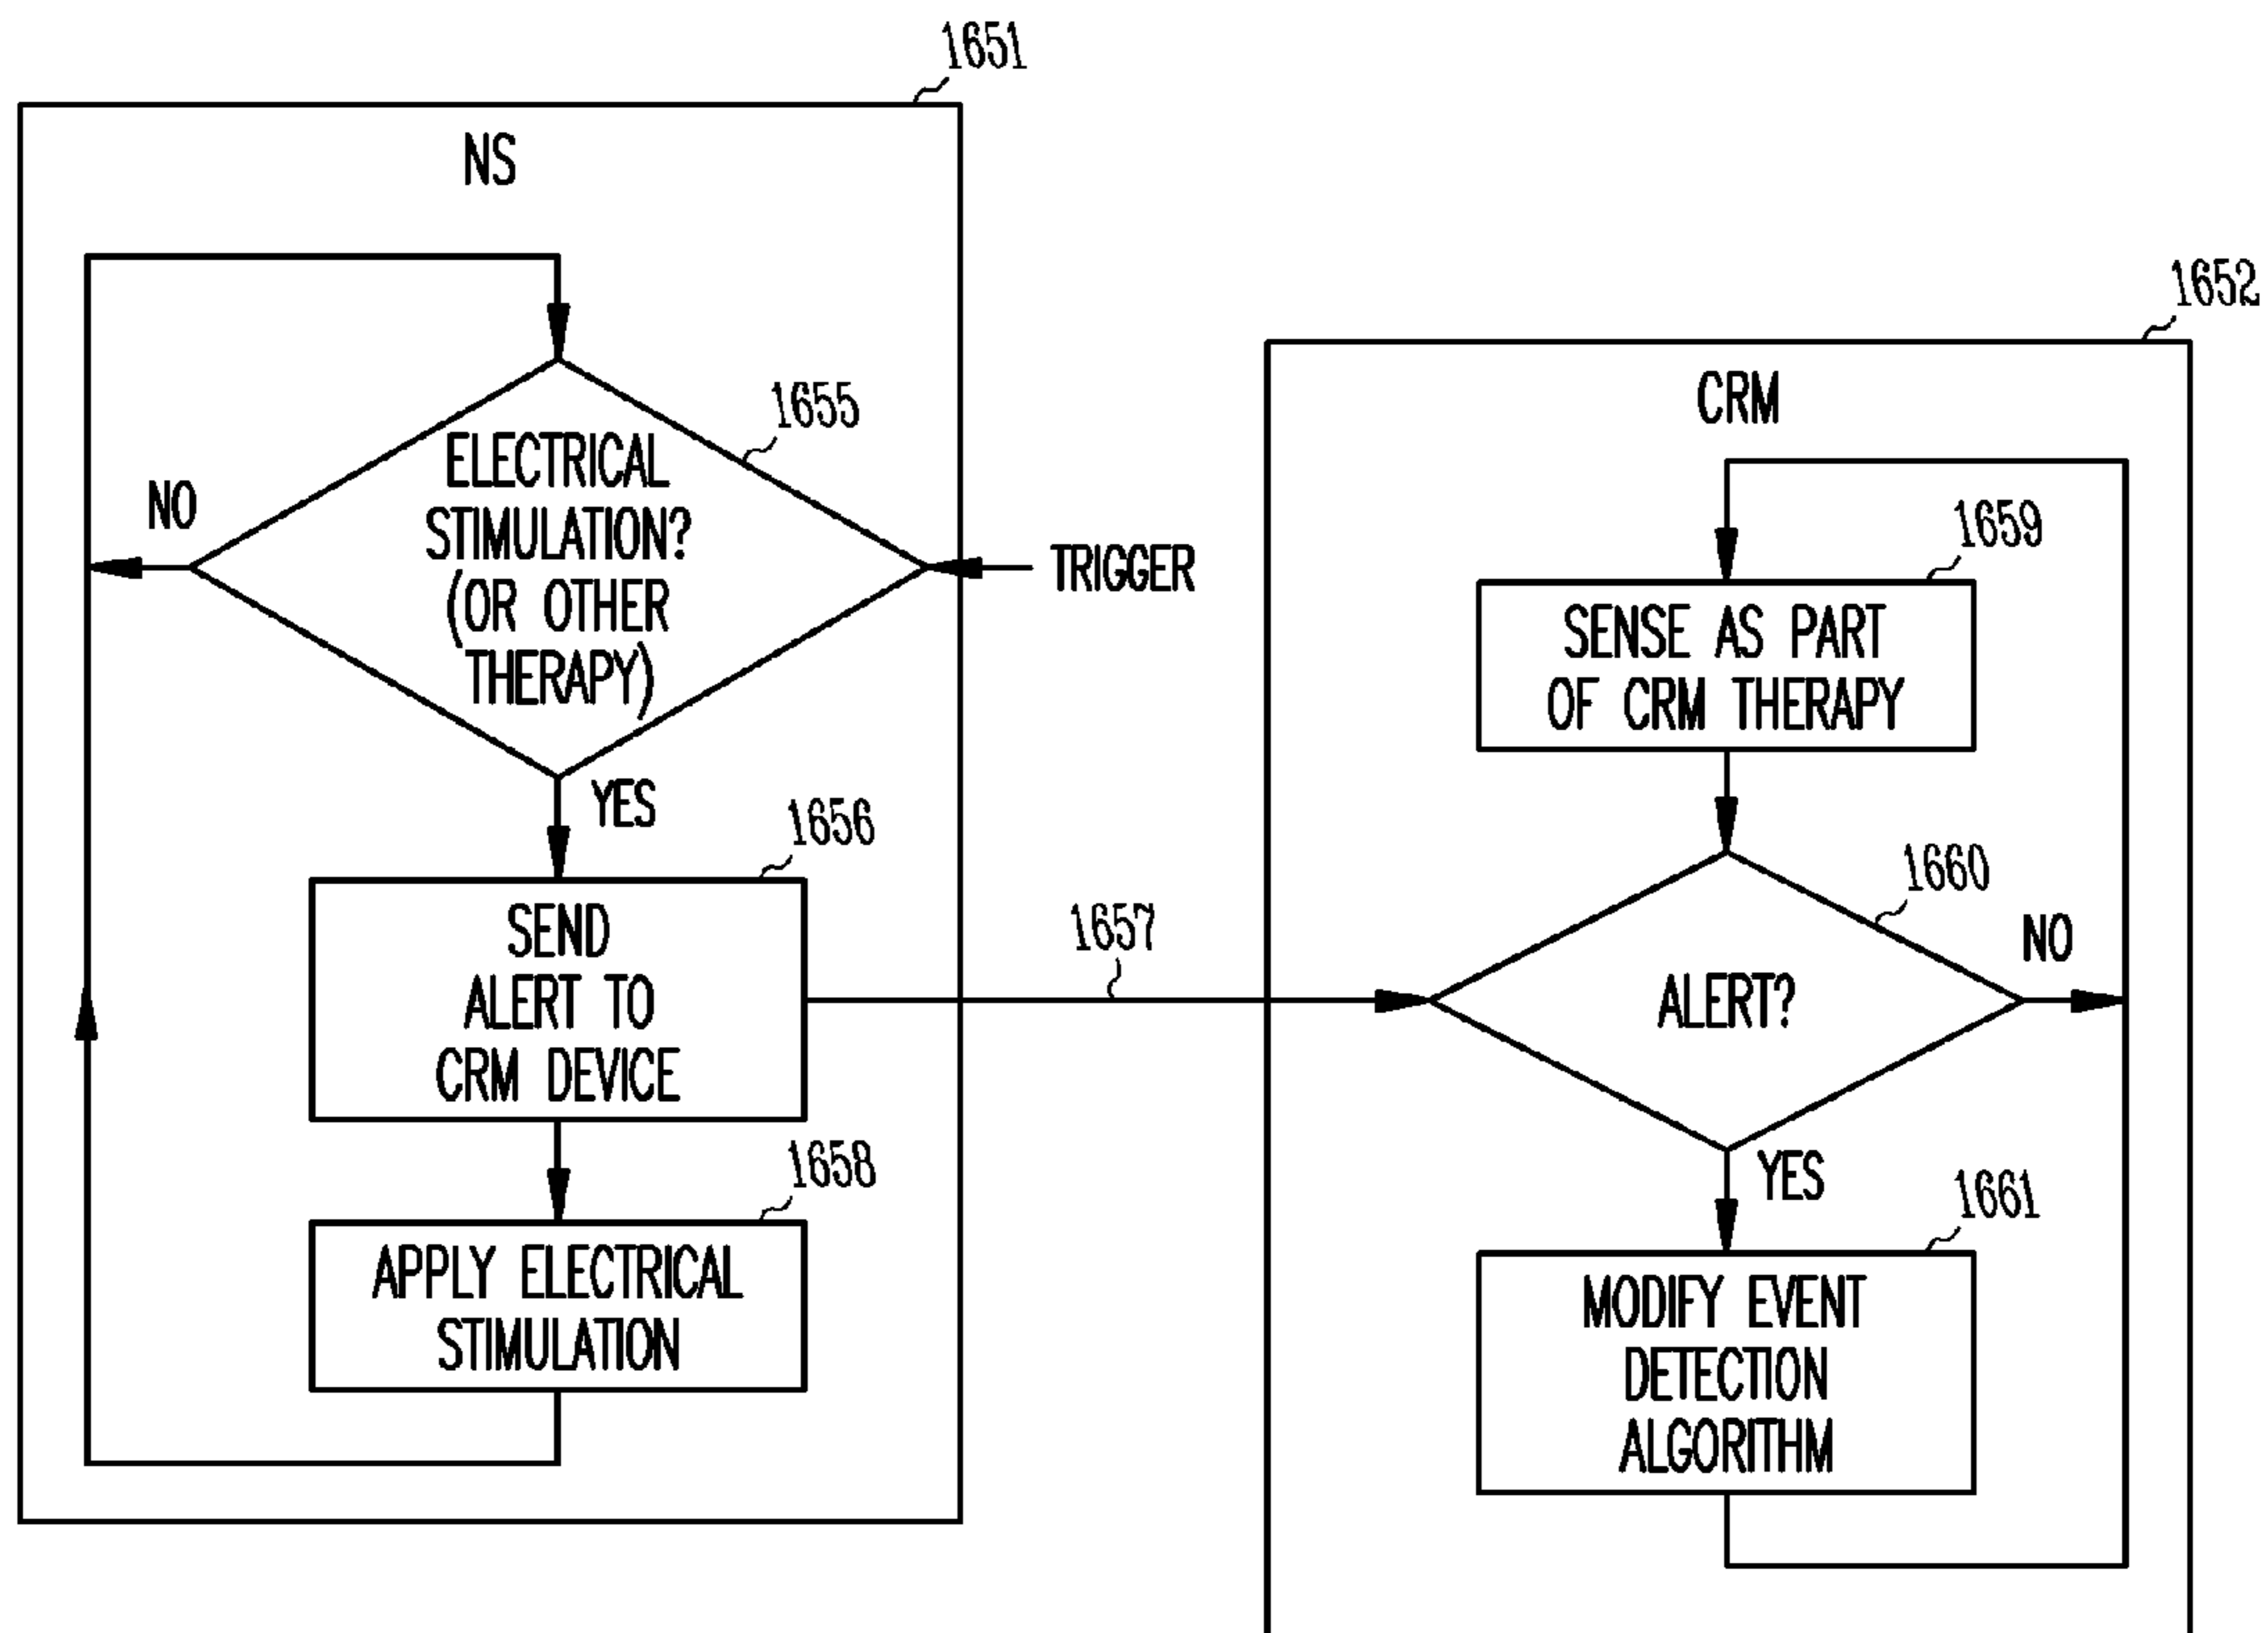 1651
NS
1655
ELECTRICAL
STIMULATION?
(OR OTHER
THERAPY)
NO
TRIGGER
YES
1656
SEND
ALERT TO
CRM DEVICE
1657
1658
APPLY ELECTRICAL
STIMULATION
1652
CRM
1659
SENSE AS PART
OF CRM THERAPY
1660
ALERT?
NO
YES
1661
MODIFY EVENT
DETECTION
ALGORITHM